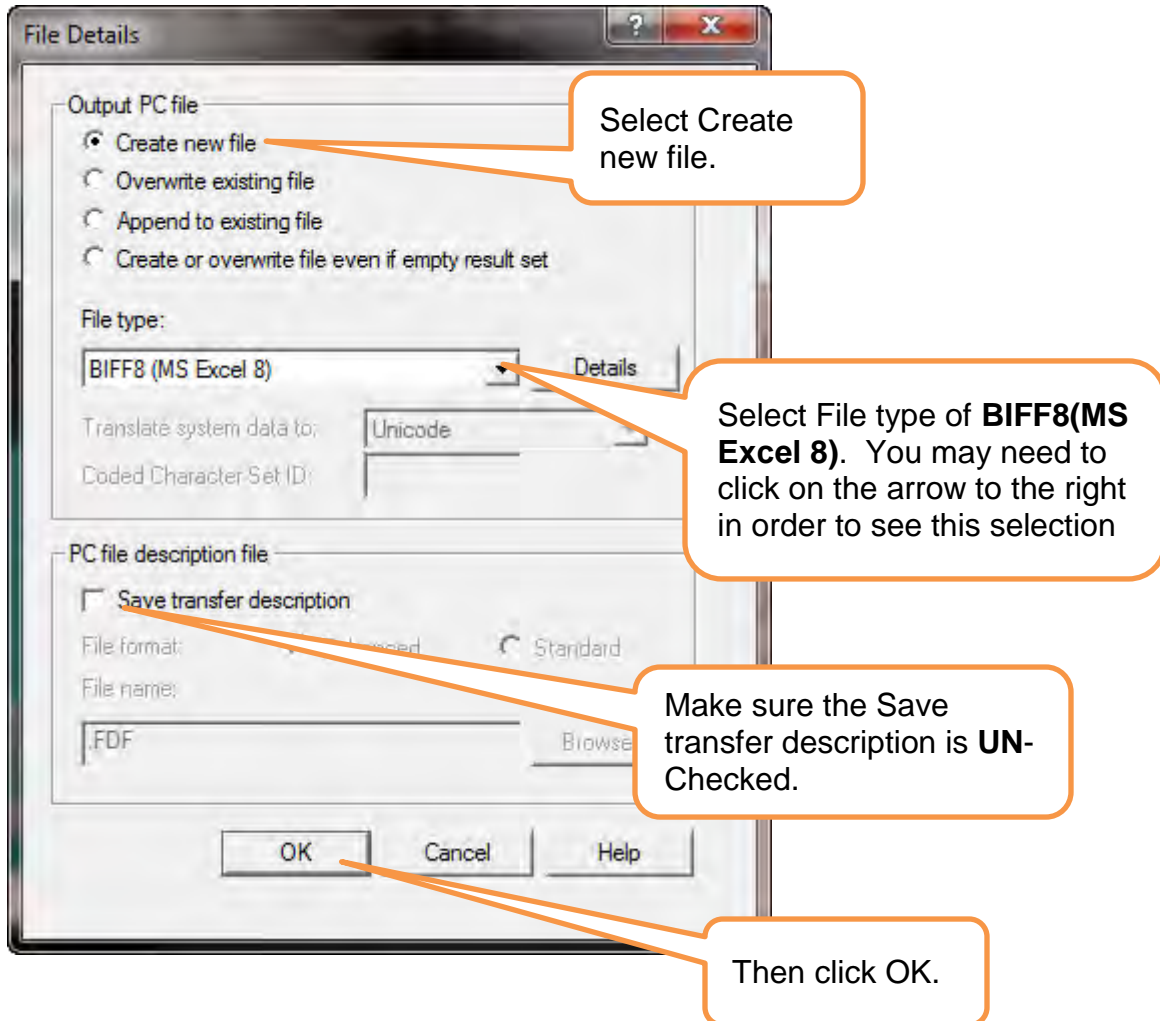 File Details
?
x
Output PC file
Create new file
Select Create
new file.
Overwrite existing file
Append to existing file
Create or overwrite file even if empty result set
File type:
BIFF8 (MS Excel 8)
Details
Select File type of BIFF8(MS
Excel 8).  You may need to
click on the arrow to the right
in order to see this selection
Translate system data to:
Unicode
Coded Character Set ID:
PC file description file
Save transfer description
File format:
Standard
File name:
.FDF
Browse
Make sure the Save
transfer description is UN-
Checked.
OK
Cancel
Help
Then click OK.